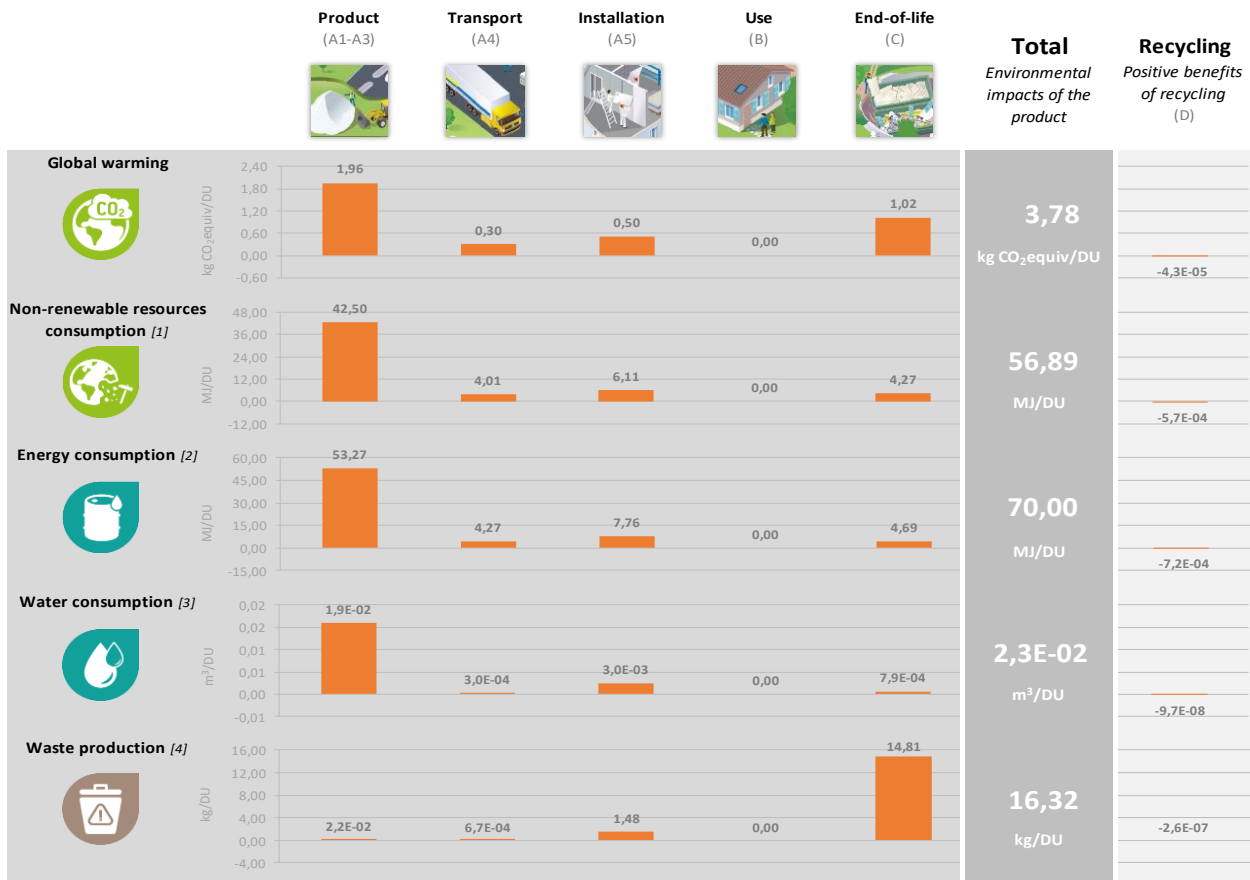 Product
(A1-A3)
Transport
(A4)
Installation
(A5)
Use
(B)
End-of-life
(C)
Total
Environmental
impacts of the
product
Recycling
Positive benefits
of recycling
(D)
Global warming
CO₂
kg CO₂equiv/DU
2,40
1,80
1,20
0,60
0,00
-0,60
1,96
0,30
0,50
0,00
1,02
3,78
kg CO₂equiv/DU
-4,3E-05
Non-renewable resources
consumption [1]
MJ/DU
48,00
36,00
24,00
12,00
0,00
-12,00
42,50
4,01
6,11
0,00
4,27
56,89
MJ/DU
-5,7E-04
Energy consumption [2]
MJ/DU
60,00
45,00
30,00
15,00
0,00
-15,00
53,27
4,27
7,76
0,00
4,69
70,00
MJ/DU
-7,2E-04
Water consumption [3]
m³/DU
0,02
0,02
0,01
0,01
0,00
-0,01
1,9E-02
3,0E-04
3,0E-03
0,00
7,9E-04
2,3E-02
m³/DU
-9,7E-08
Waste production [4]
kg/DU
16,00
12,00
8,00
4,00
0,00
-4,00
2,2E-02
6,7E-04
1,48
0,00
14,81
16,32
kg/DU
-2,6E-07